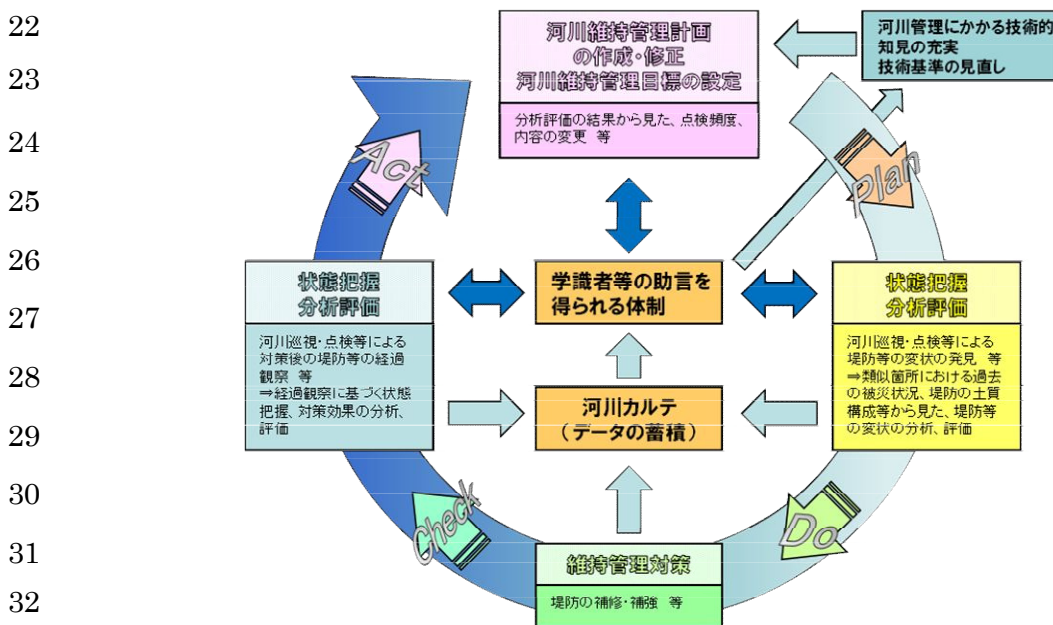 22
23
24
25
26
27
28
29
30
31
32
河川維持管理計画
の作成・修正
河川維持管理目標の設定
分析評価の結果から見た、点検頻度、
内容の変更 等
河川管理にかかる技術的
知見の充実
技術基準の見直し
Act
Plan
状態把握
分析評価
河川巡視・点検等による
対策後の堤防等の経過
観察 等
⇒経過観察に基づく状態
把握、対策効果の分析、
評価
学識者等の助言を
得られる体制
状態把握
分析評価
河川巡視・点検等による
堤防等の変状の発見 等
⇒類似箇所における過去
の被災状況、堤防の土質
構成等から見た、堤防等
の変状の分析、評価
河川カルテ
（データの蓄積）
Check
Do
維持管理対策
堤防の補修・補強 等